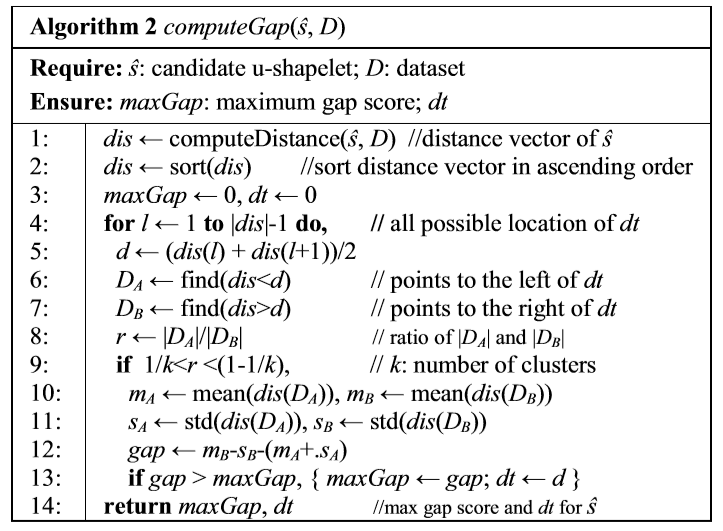 Algorithm 2 computeGap(ŝ, D)
Require: ŝ: candidate u-shapelet; D: dataset
Ensure: maxGap: maximum gap score; dt
1: dis ← computeDistance(ŝ, D) //distance vector of ŝ
2: dis ← sort(dis) //sort distance vector in ascending order
3: maxGap ← 0, dt ← 0
4: for l ← 1 to |dis|-1 do, // all possible location of dt
5: d ← (dis(l) + dis(l+1))/2
6: D_A ← find(dis<d) // points to the left of dt
7: D_B ← find(dis>d) // points to the right of dt
8: r ← |D_A|/|D_B| // ratio of |D_A| and |D_B|
9: if 1/k<r <(1-1/k), // k: number of clusters
10: m_A ← mean(dis(D_A)), m_B ← mean(dis(D_B))
11: s_A ← std(dis(D_A)), s_B ← std(dis(D_B))
12: gap ← m_B-s_B-(m_A+.s_A)
13: if gap > maxGap, { maxGap ← gap; dt ← d }
14: return maxGap, dt //max gap score and dt for ŝ